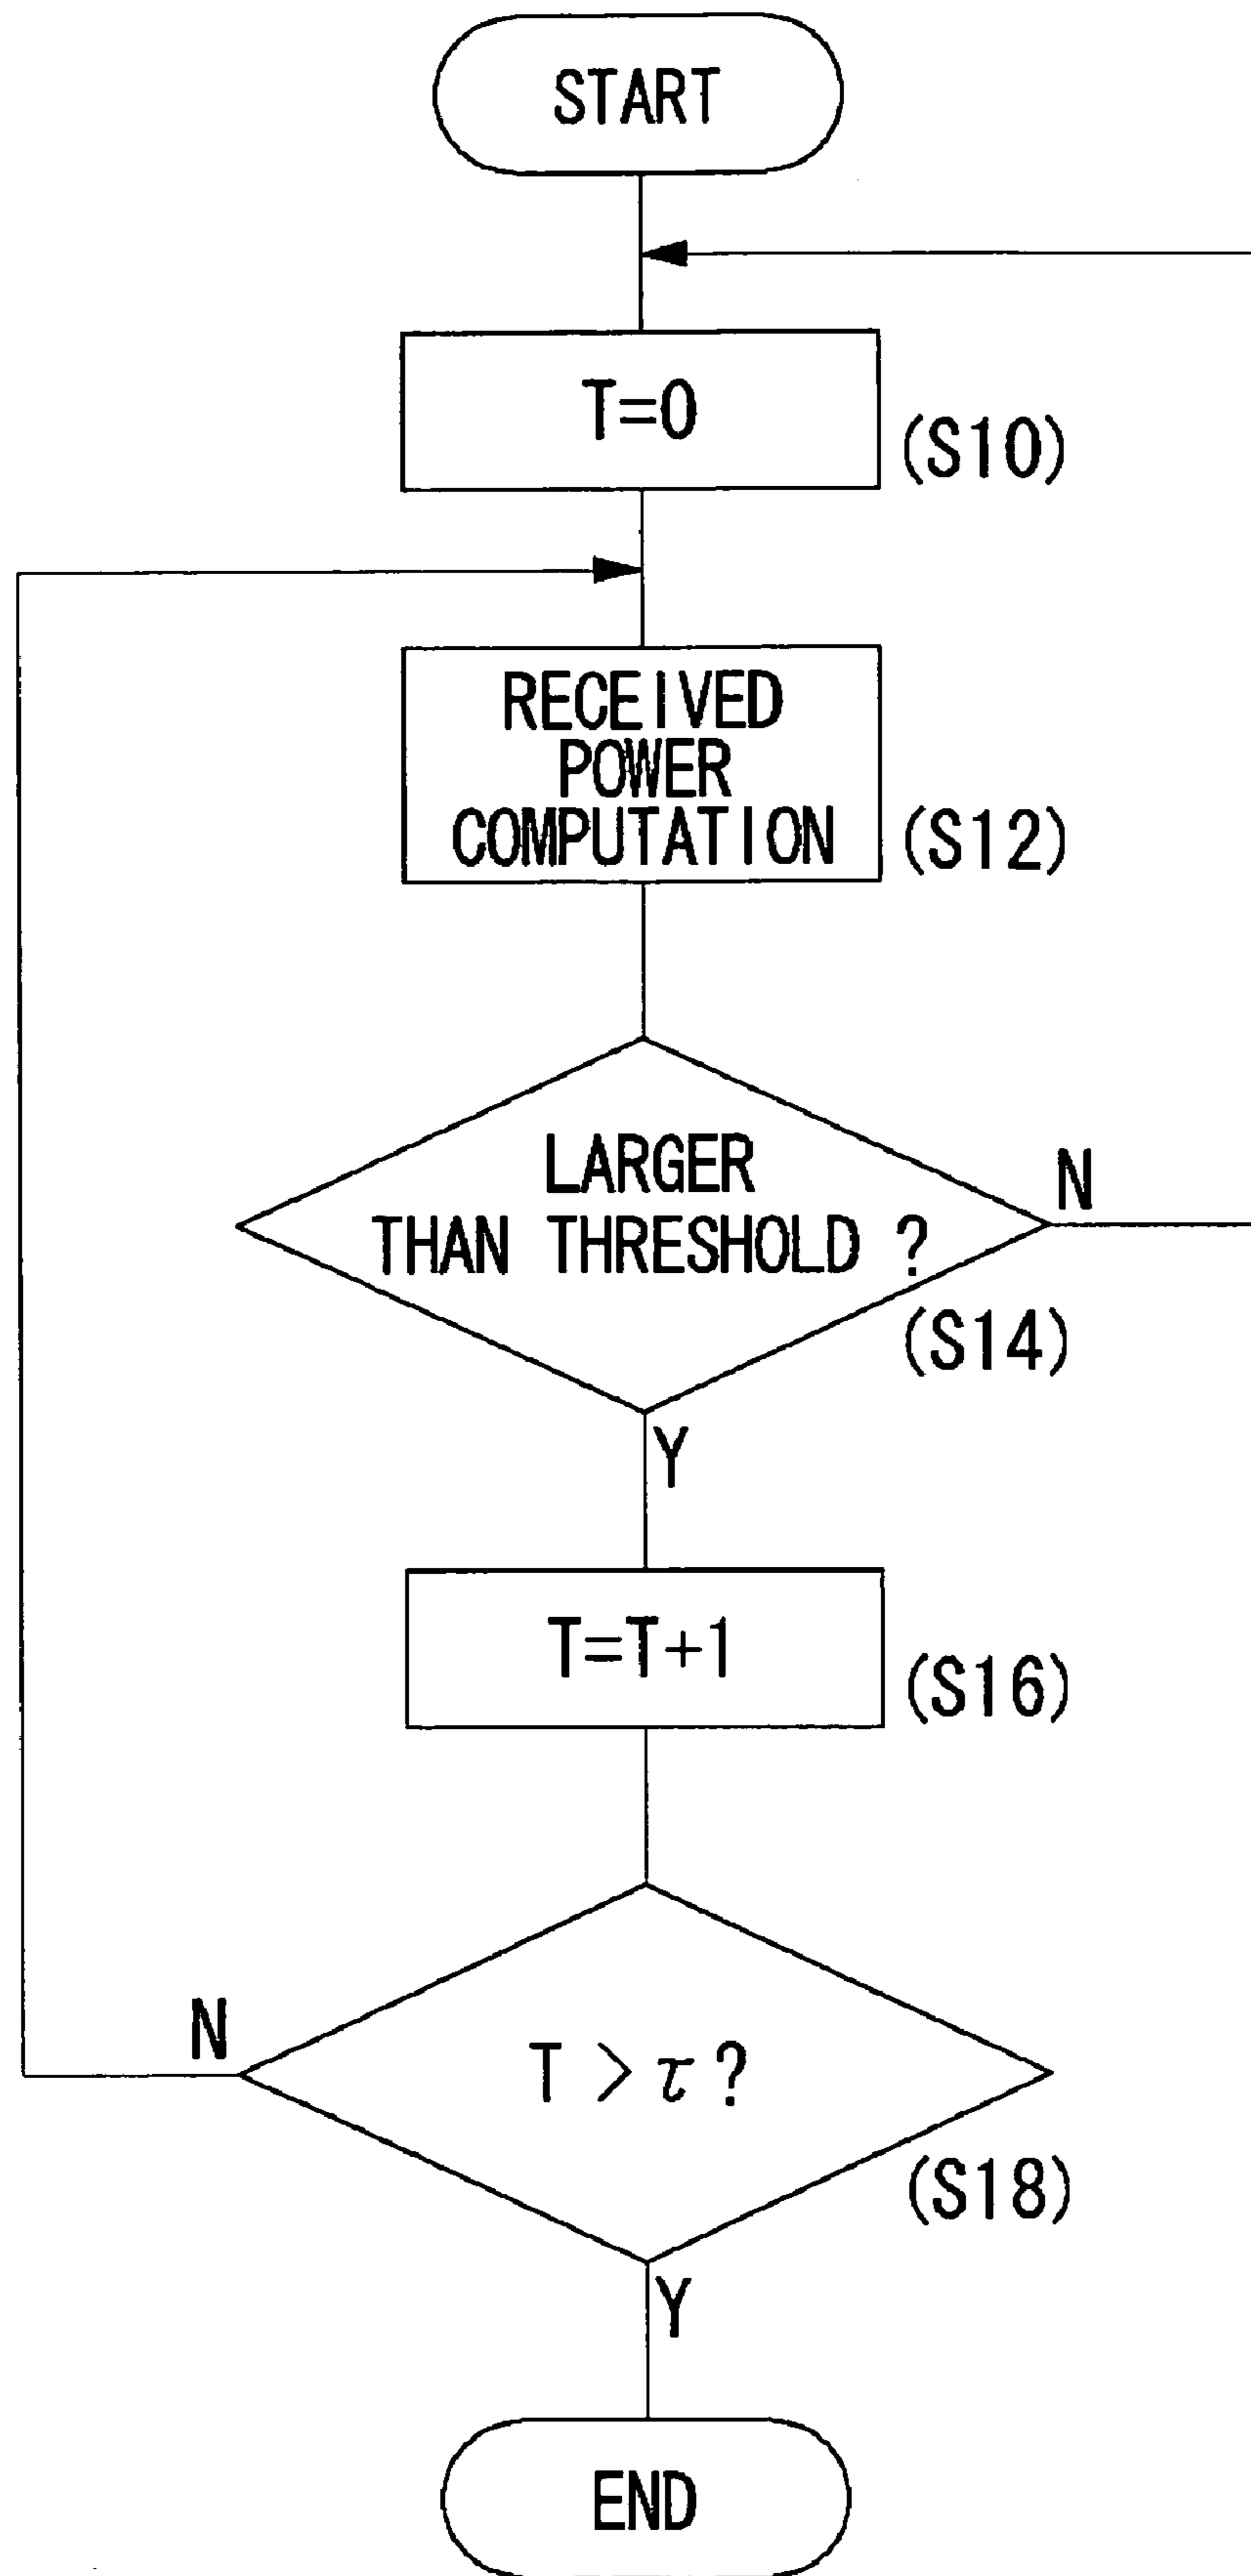 START
T=0
(S10)
RECEIVED
POWER
COMPUTATION
(S12)
LARGER
THAN THRESHOLD ?
N
(S14)
Y
T=T+1
(S16)
N
T > τ ?
(S18)
Y
END